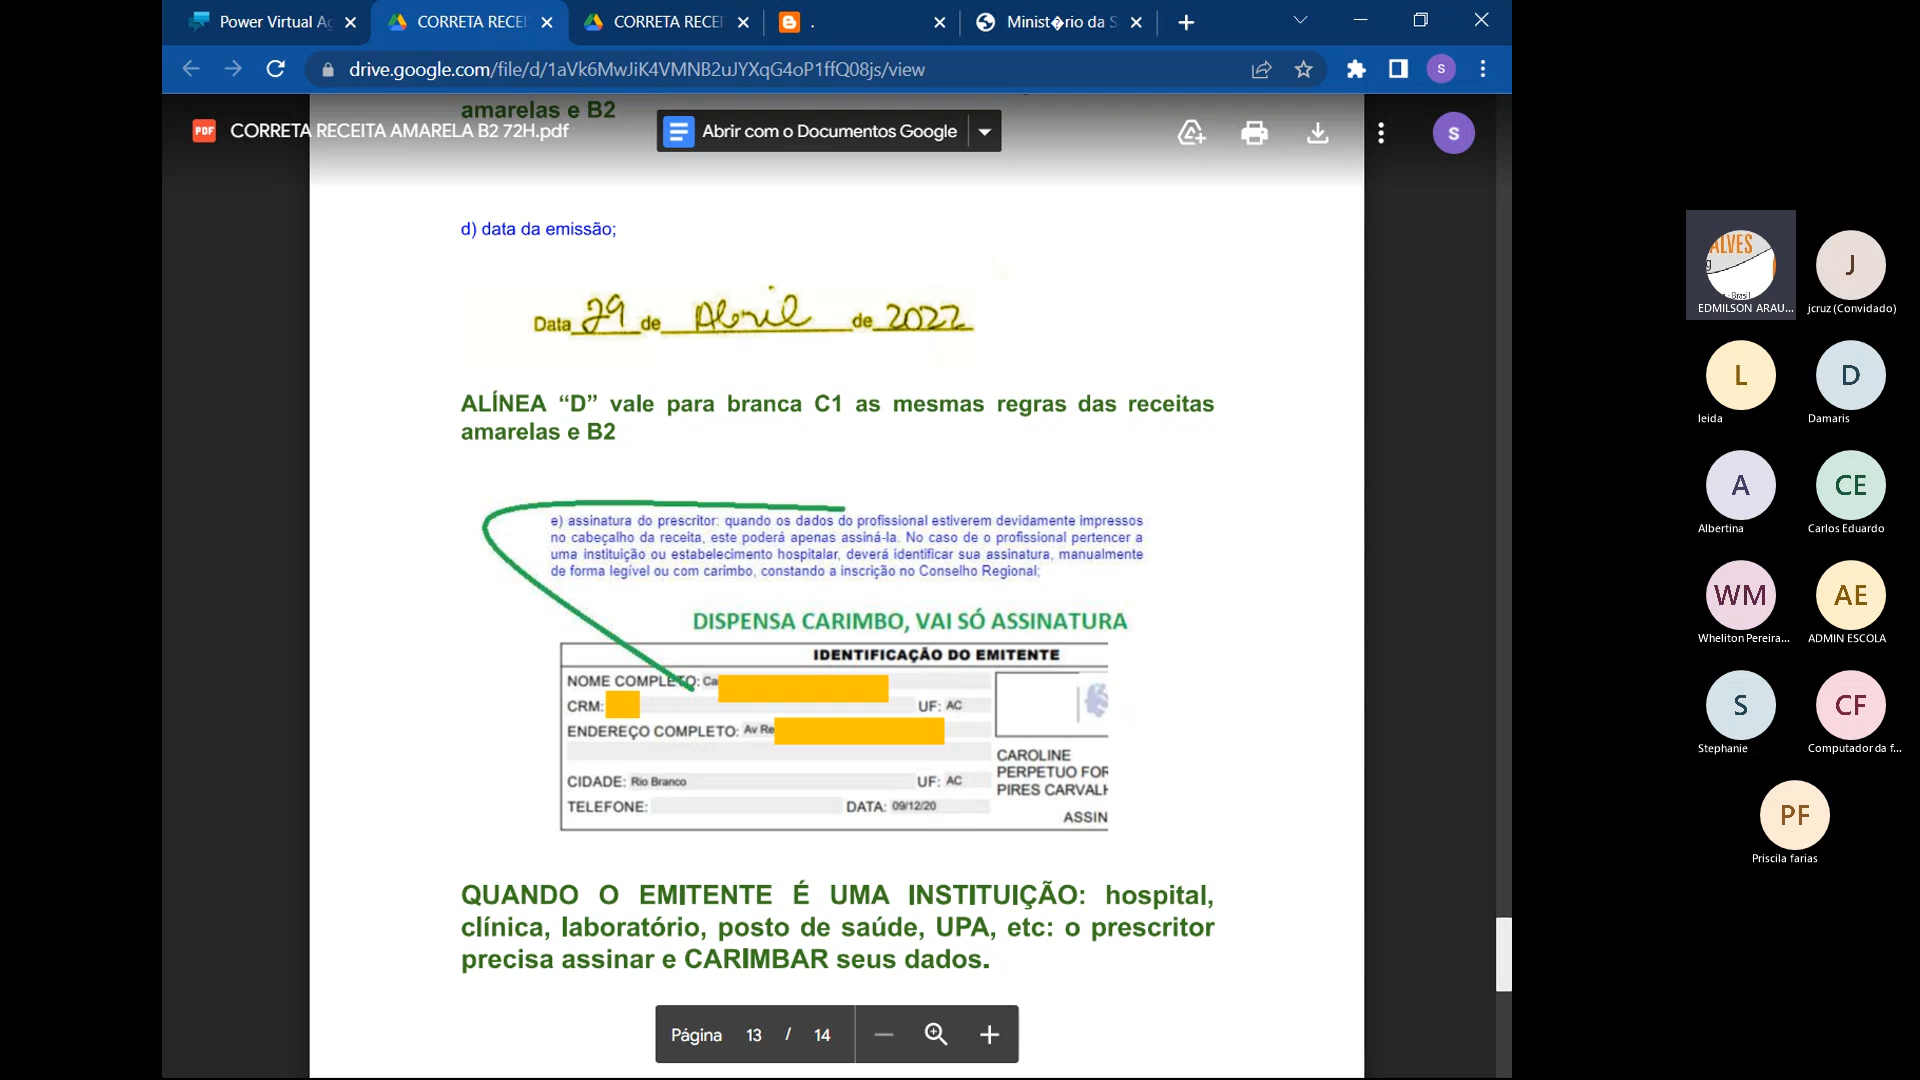 Power Virtual Ag
CORRETA RECEI
CORRETA RECEI
.
Minist�rio da S
drive.google.com/file/d/1aVk6MwJiK4VMNB2uJYXqG4oP1ffQ08js/view
S
amarelas e B2
PDF
CORRETA RECEITA AMARELA B2 72H.pdf
Abrir com o Documentos Google
S
d) data da emissão;
Data 29 de Abril de 2022
ALÍNEA “D” vale para branca C1 as mesmas regras das receitas
amarelas e B2
e) assinatura do prescritor: quando os dados do profissional estiverem devidamente impressos
no cabeçalho da receita, este poderá apenas assiná-la. No caso de o profissional pertencer a
uma instituição ou estabelecimento hospitalar, deverá identificar sua assinatura, manualmente
de forma legível ou com carimbo, constando a inscrição no Conselho Regional;
DISPENSA CARIMBO, VAI SÓ ASSINATURA
IDENTIFICAÇÃO DO EMITENTE
NOME COMPLETO: Ca
CRM: UF: AC
ENDEREÇO COMPLETO: Av Re
CIDADE: Rio Branco UF: AC
TELEFONE: DATA: 09/12/20
CAROLINE
PERPETUO FOR
PIRES CARVALH
ASSIN
QUANDO O EMITENTE É UMA INSTITUIÇÃO: hospital,
clínica, laboratório, posto de saúde, UPA, etc: o prescritor
precisa assinar e CARIMBAR seus dados.
Página 13 / 14
ALVES
g
- Brasil
EDMILSON ARAU...
J
jcruz (Convidado)
L
leida
D
Damaris
A
Albertina
CE
Carlos Eduardo
WM
Wheliton Pereira...
AE
ADMIN ESCOLA
S
Stephanie
CF
Computador da f...
PF
Priscila farias